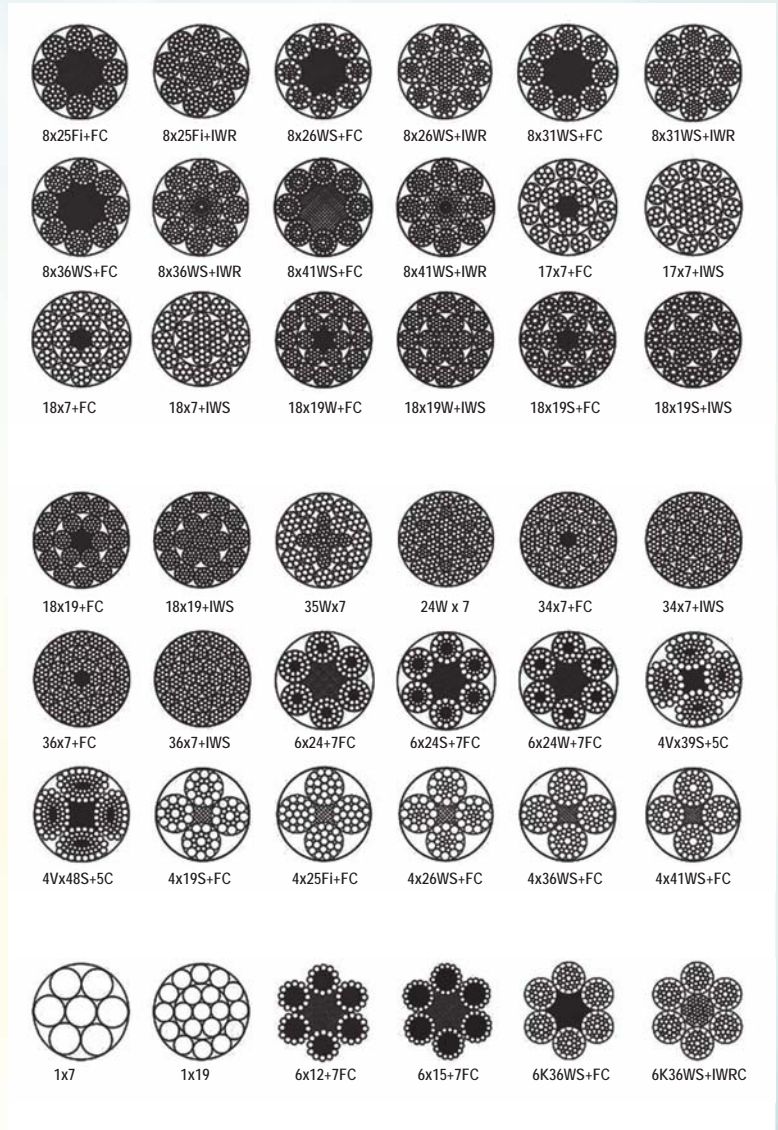 8x25Fi+FC 8x25Fi+IWR 8x26WS+FC 8x26WS+IWR 8x31WS+FC 8x31WS+IWR
8x36WS+FC 8x36WS+IWR 8x41WS+FC 8x41WS+IWR 17x7+FC 17x7+IWS
18x7+FC 18x7+IWS 18x19W+FC 18x19W+IWS 18x19S+FC 18x19S+IWS
18x19+FC 18x19+IWS 35Wx7 24W x 7 34x7+FC 34x7+IWS
36x7+FC 36x7+IWS 6x24+7FC 6x24S+7FC 6x24W+7FC 4Vx39S+5C
4Vx48S+5C 4x19S+FC 4x25Fi+FC 4x26WS+FC 4x36WS+FC 4x41WS+FC
1x7 1x19 6x12+7FC 6x15+7FC 6K36WS+FC 6K36WS+IWRC